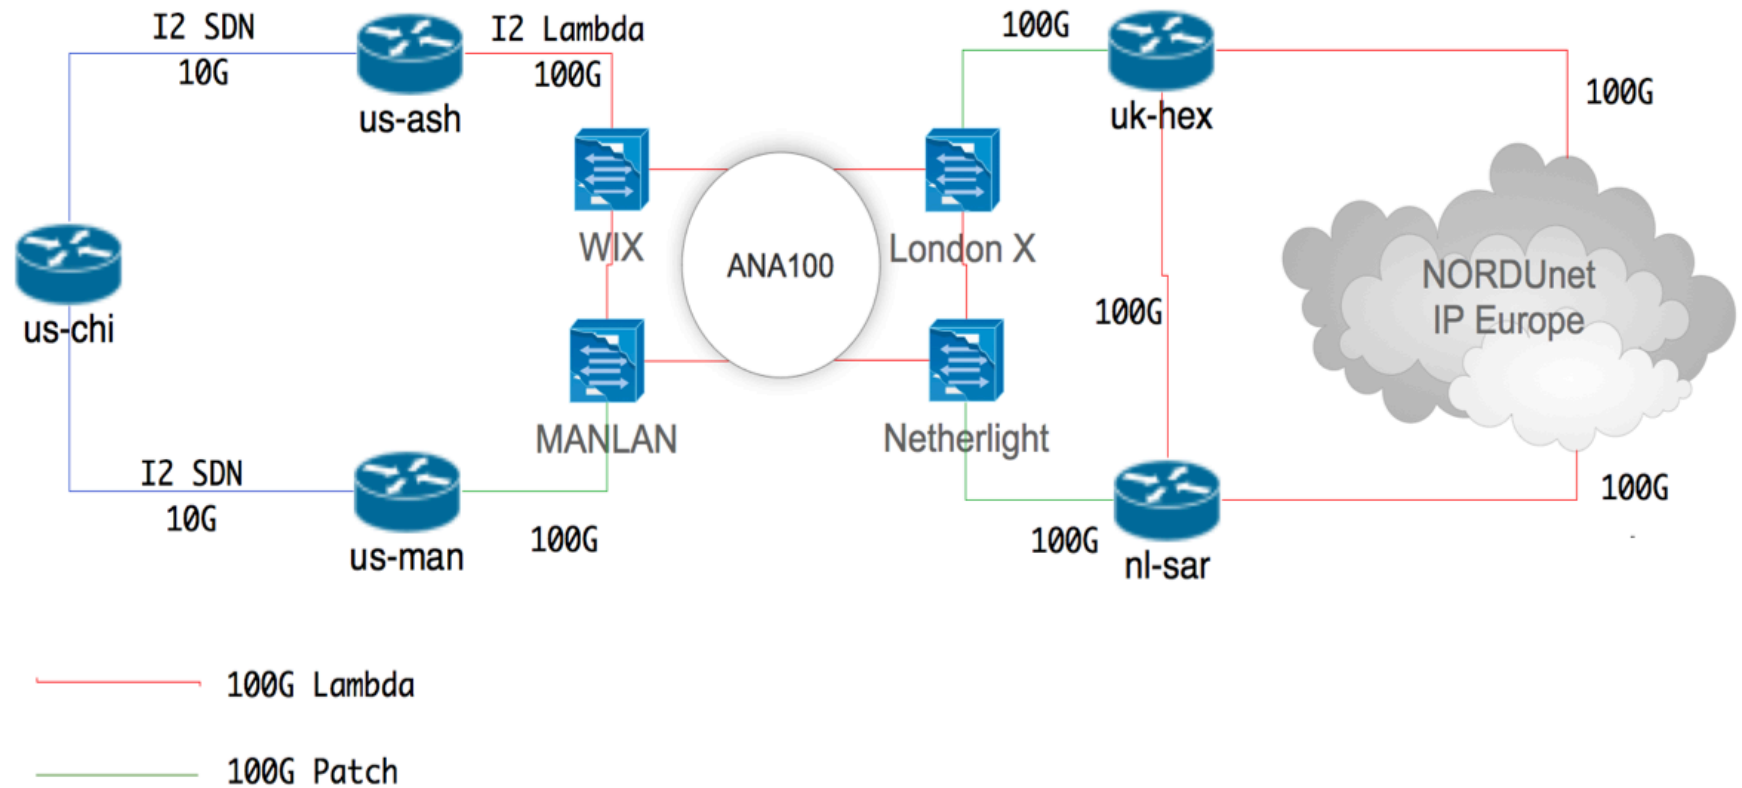 I2 SDN
10G
us-ash
I2 Lambda
100G
100G
uk-hex
100G
WIX
ANA100
London X
us-chi
100G
NORDUnet
IP Europe
MANLAN
Netherlight
I2 SDN
10G
us-man
100G
100G
nl-sar
100G
100G Lambda
100G Patch